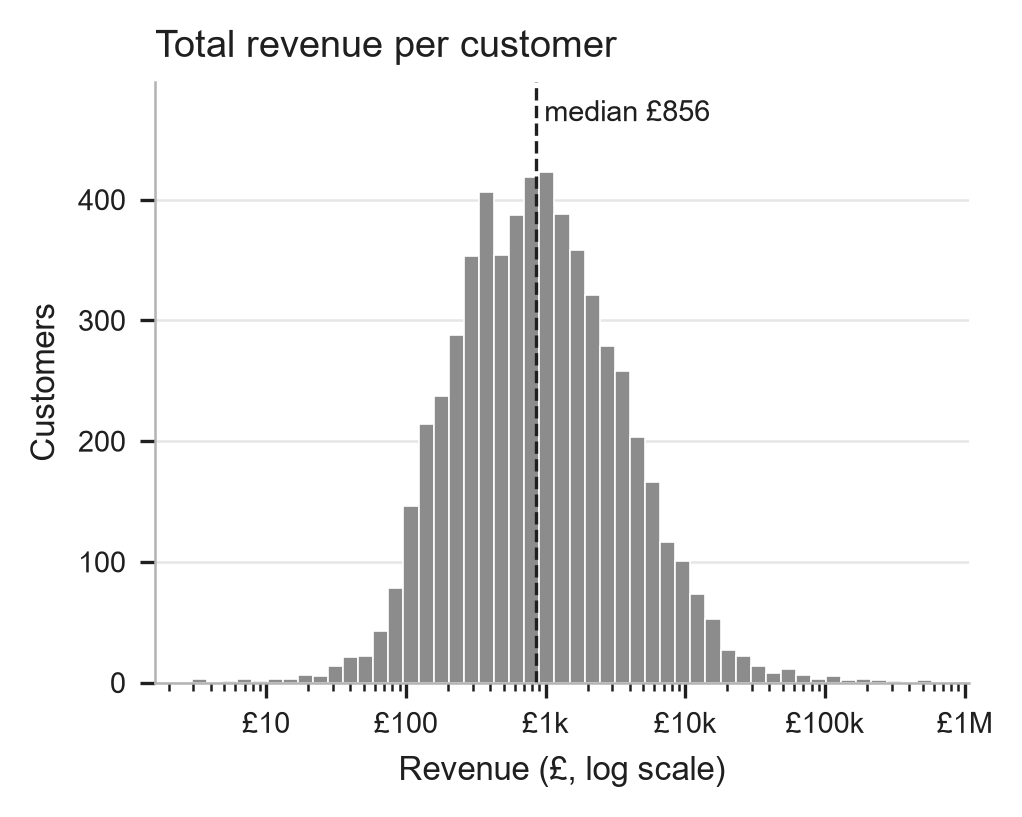 Total revenue per customer
median £856
400
300
200
100
0
Customers
£10 £100 £1k £10k £100k £1M
Revenue (£, log scale)